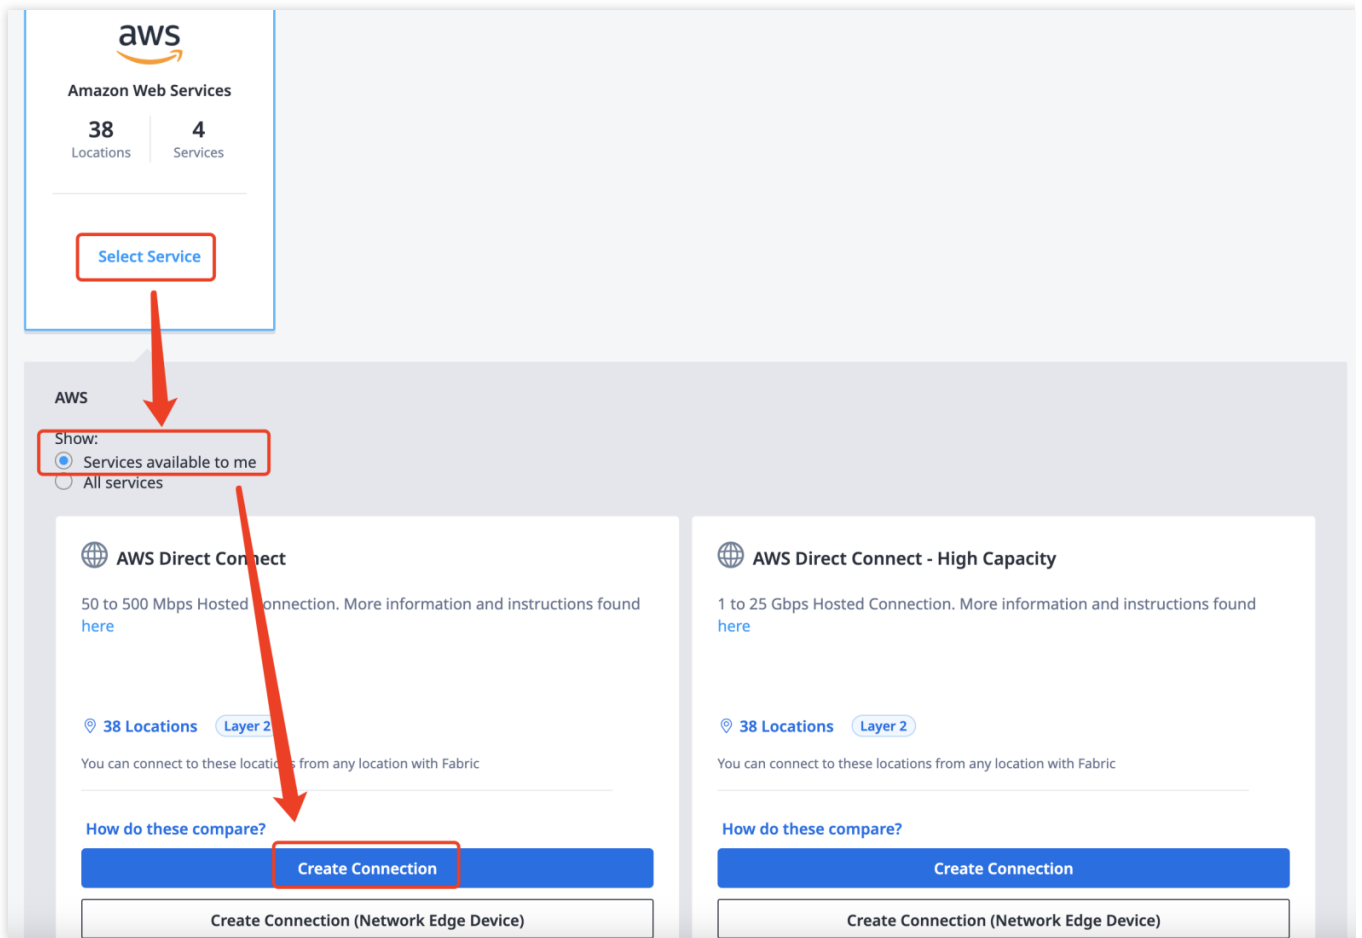 aws
Amazon Web Services
38
Locations
4
Services
Select Service
AWS
Show:
Services available to me
All services
AWS Direct Connect
50 to 500 Mbps Hosted Connection. More information and instructions found
here
38 Locations
Layer 2
You can connect to these locations from any location with Fabric
How do these compare?
Create Connection
Create Connection (Network Edge Device)
AWS Direct Connect - High Capacity
1 to 25 Gbps Hosted Connection. More information and instructions found
here
38 Locations
Layer 2
You can connect to these locations from any location with Fabric
How do these compare?
Create Connection
Create Connection (Network Edge Device)